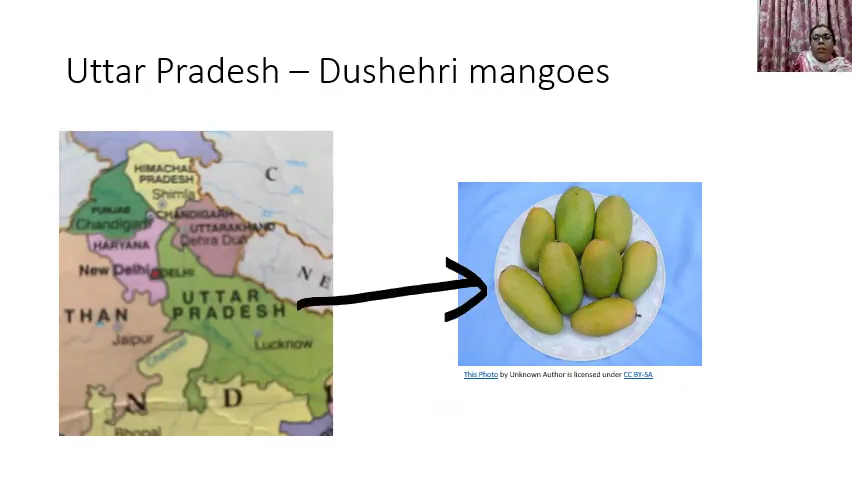 Uttar Pradesh – Dushehri mangoes
HIMACHAL
PRADESH
Shimla
C
PUNJAB
CHANDIGARH
Chandigarh
UTTARAKHAND
Dehra Dun
HARYANA
New Delhi
DELHI
N E
UTTAR
PRADESH
THAN
Jaipur
Lucknow
Chambal
N
D
I
Bhopal
This Photo by Unknown Author is licensed under CC BY-SA.